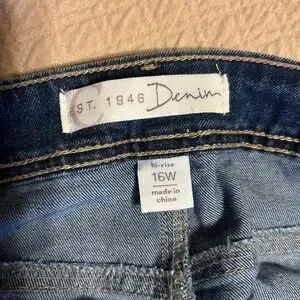 EST. 1946 Denim
hi-rise
16W
made in
china